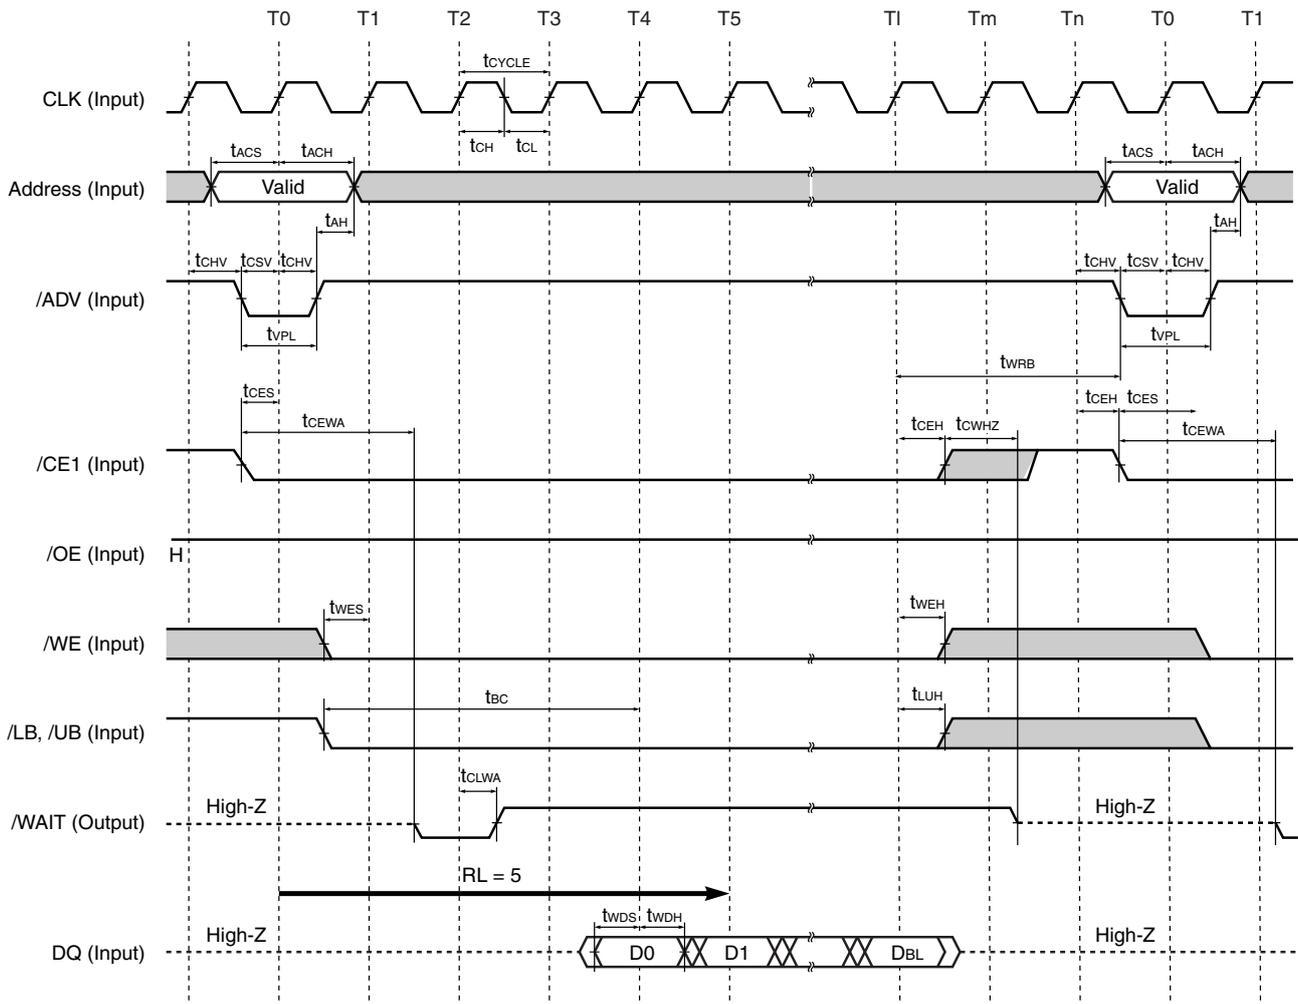 T0 T1 T2 T3 T4 T5 Tl Tm Tn T0 T1
tCYCLE
CLK (Input)
tCH tCL
tACS tACH tACS tACH
Address (Input) Valid Valid
tAH tAH
tCHV tCSV tCHV tCHV tCSV tCHV
/ADV (Input)
tVPL tVPL
tWRB
tCES tCEH tCES
tCEWA tCEH tCWHZ tCEWA
/CE1 (Input)
/OE (Input) H
tWES tWEH
/WE (Input)
tBC tLUH
/LB, /UB (Input)
tCLWA
High-Z High-Z
/WAIT (Output)
RL = 5
tWDS tWDH
High-Z High-Z
DQ (Input) D0 D1 DBL